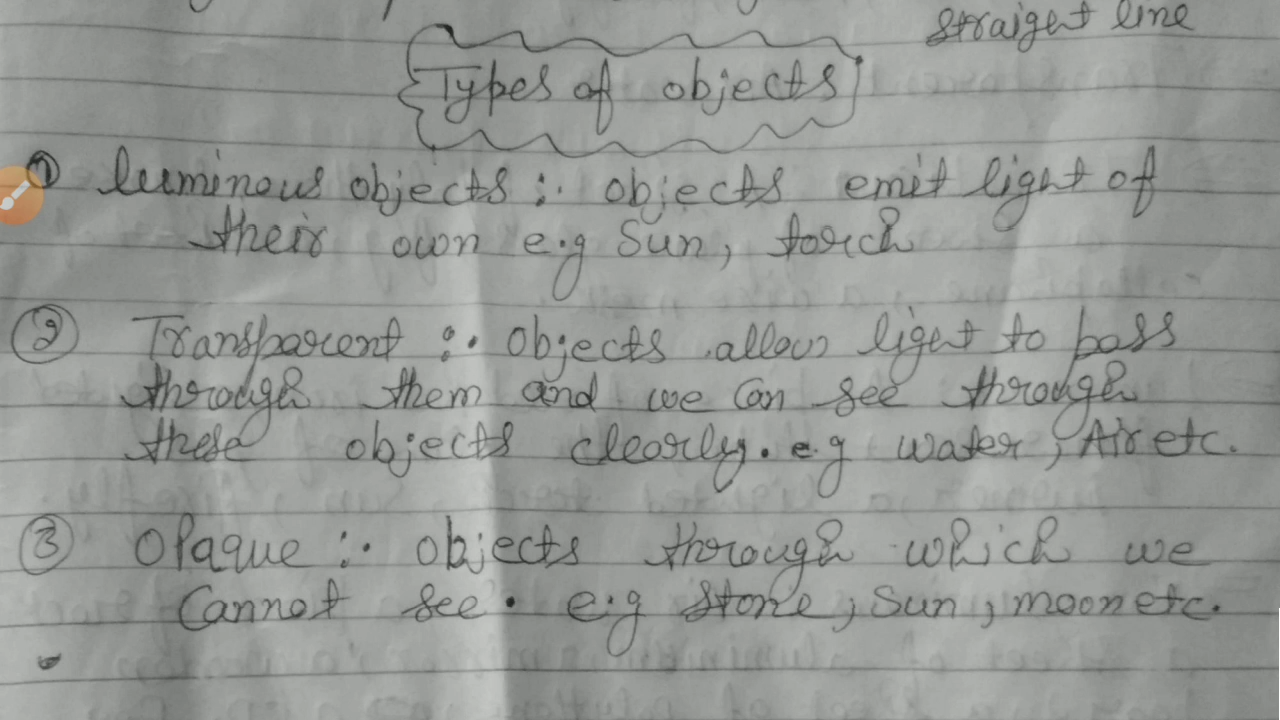 straight line
Types of objects
① luminous objects :. objects emit light of
their own e.g Sun, torch
② Transparent :. objects allow light to pass
through them and we can see through
these objects clearly. e.g water, Air etc.
③ Opaque :. objects through which we
Cannot see. e.g stone, Sun, moon etc.